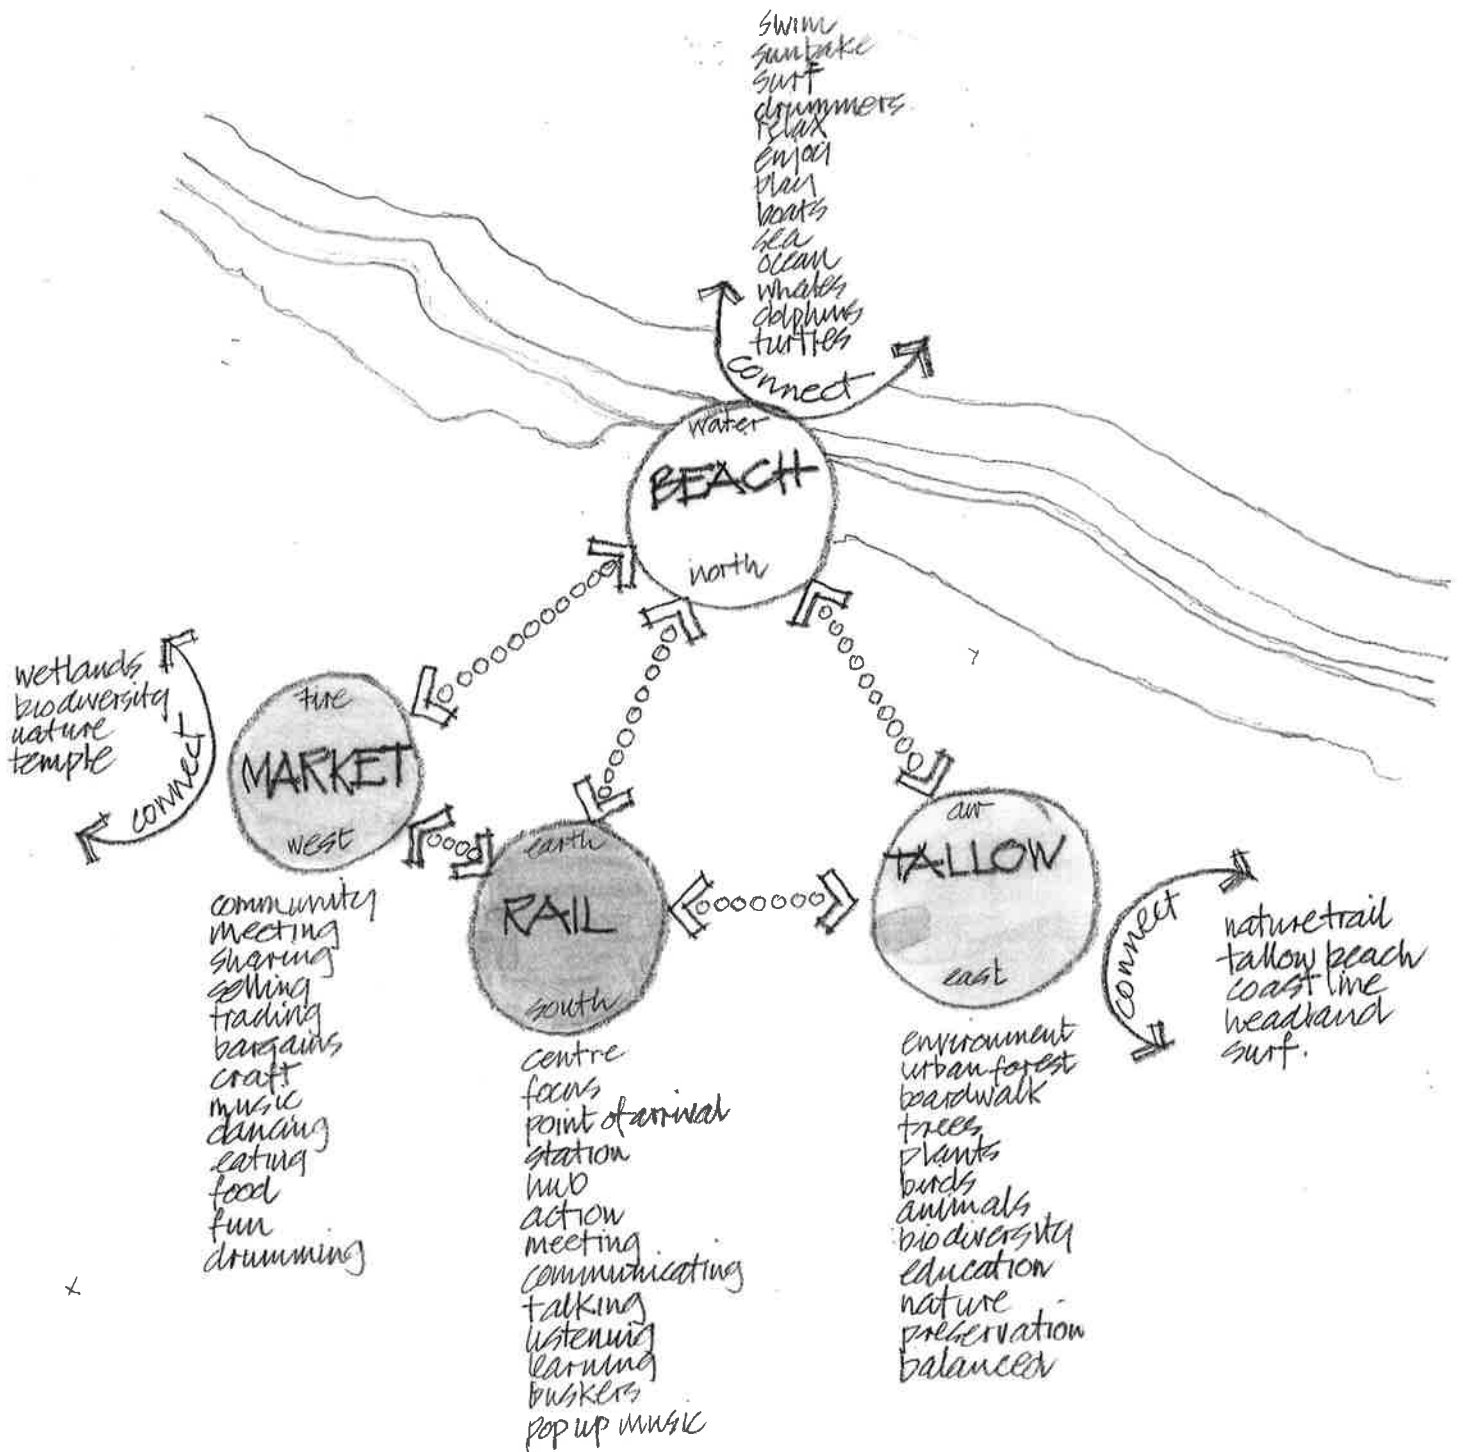 swim
sunbake
surf
drummers
relax
enjoy
play
boats
sea
ocean
whales
dolphins
turtles
connect
water
BEACH
north
wetlands
biodiversity
nature
temple
connect
fire
MARKET
west
community
meeting
sharing
selling
trading
bargains
craft
music
dancing
eating
food
fun
drumming
earth
RAIL
south
centre
focus
point of arrival
station
hub
action
meeting
communicating
talking
listening
learning
buskers
pop up music
air
TALLOW
east
environment
urban forest
boardwalk
trees
plants
birds
animals
biodiversity
education
nature
preservation
balanced
connect
nature trail
tallow beach
coast line
headland
surf.